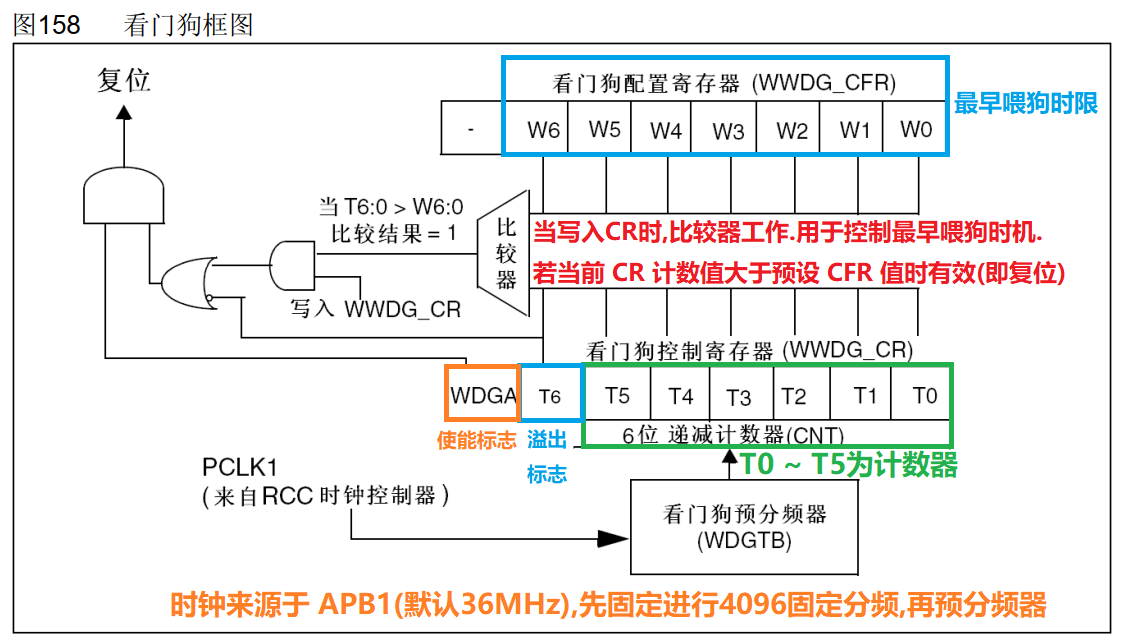 图158 看门狗框图
复位
看门狗配置寄存器 (WWDG_CFR)
最早喂狗时限
- W6 W5 W4 W3 W2 W1 W0
当 T6:0 > W6:0
比较结果 = 1
比较器
当写入CR时,比较器工作.用于控制最早喂狗时机.
若当前 CR 计数值大于预设 CFR 值时有效(即复位)
写入 WWDG_CR
看门狗控制寄存器 (WWDG_CR)
WDGA T6 T5 T4 T3 T2 T1 T0
使能标志
溢出
标志
6位 递减计数器(CNT)
T0 ~ T5为计数器
PCLK1
(来自RCC 时钟控制器)
看门狗预分频器
(WDGTB)
时钟来源于 APB1(默认36MHz),先固定进行4096固定分频,再预分频器